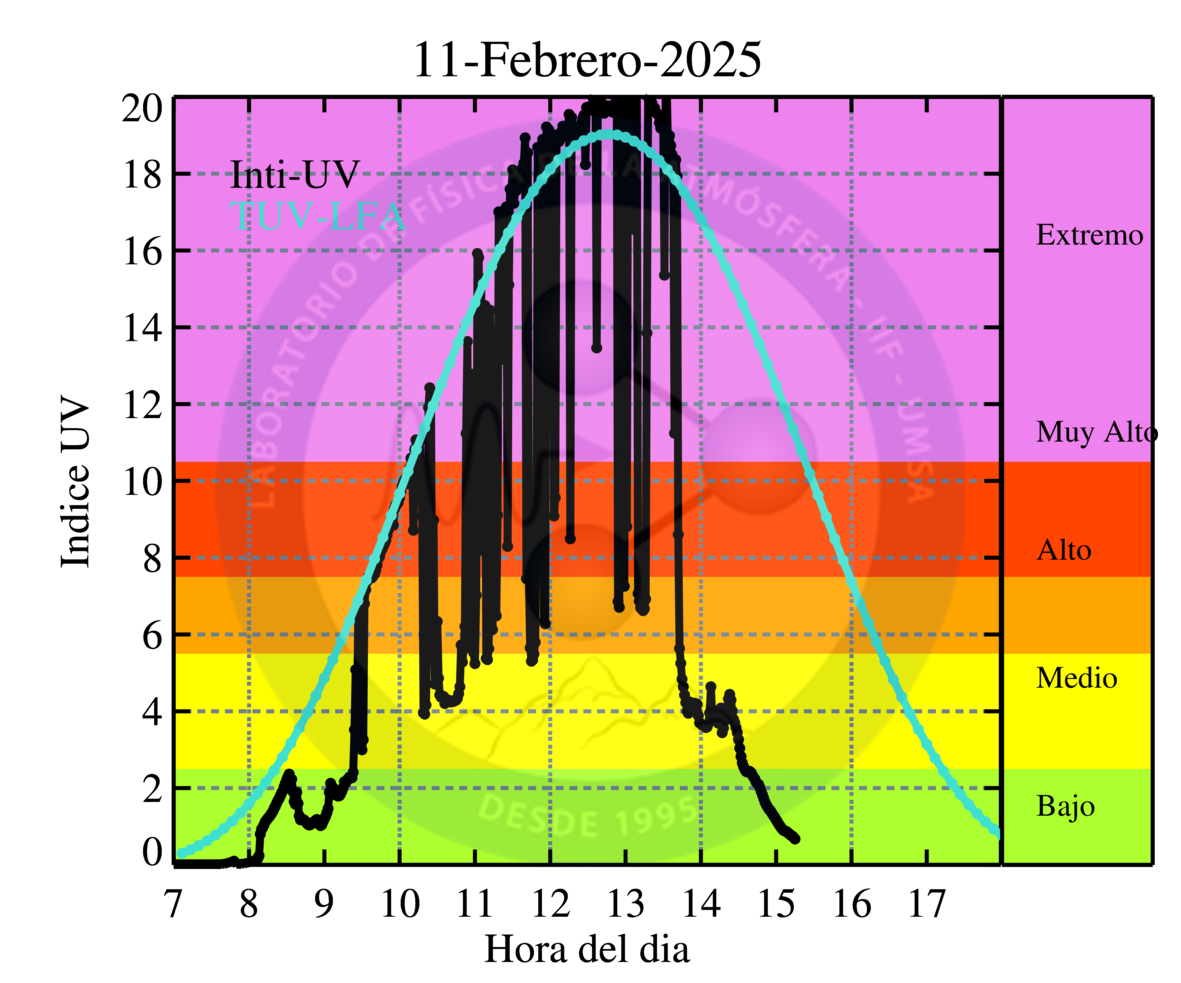 11-Febrero-2025
Indice UV
20
18
16
14
12
10
8
6
4
2
0
Inti-UV
TUV-LFA
LABORATORIO DE FÍSICA DE LA ATMÓSFERA - IIF - UMSA
DESDE 1995
Extremo
Muy Alto
Alto
Medio
Bajo
7 8 9 10 11 12 13 14 15 16 17
Hora del dia